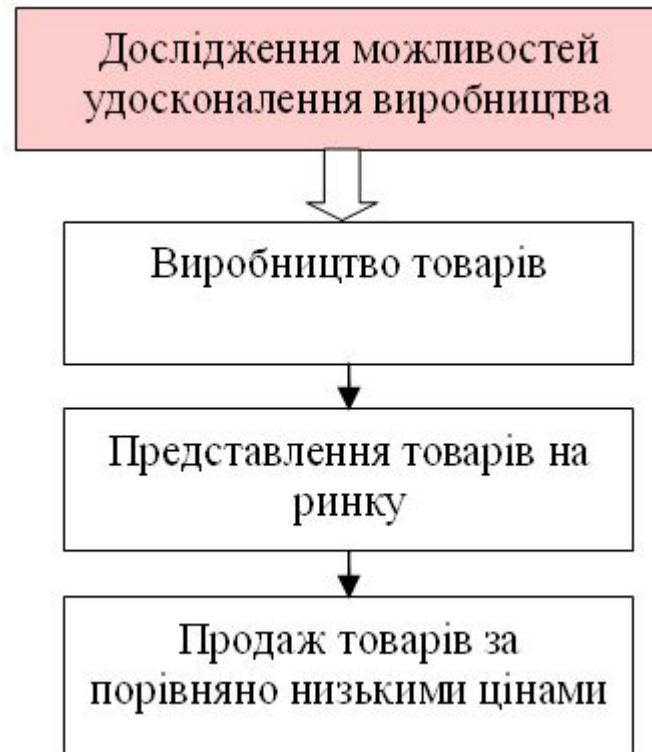 Дослідження можливостей
удосконалення виробництва
Виробництво товарів
Представлення товарів на
ринку
Продаж товарів за
порівняно низькими цінами